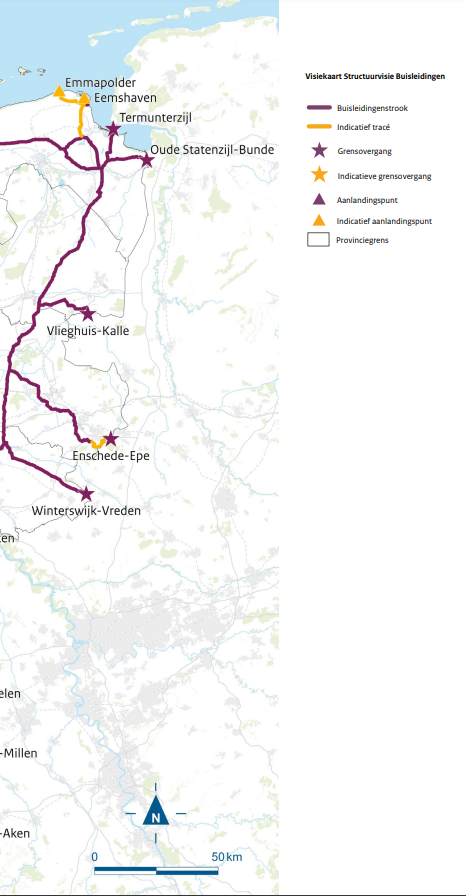 Emmapolder
Eemshaven
Termunterzijl
Oude Statenzijl-Bunde
Vlieghuis-Kalle
Enschede-Epe
Winterswijk-Vreden
en
elen
-Millen
-Aken
N
0 50 km
Visiekaart Structuurvisie Buisleidingen
Buisleidingenstrook
Indicatief tracé
Grensovergang
Indicatieve grensovergang
Aanlandingspunt
Indicatief aanlandingspunt
Provinciegrens